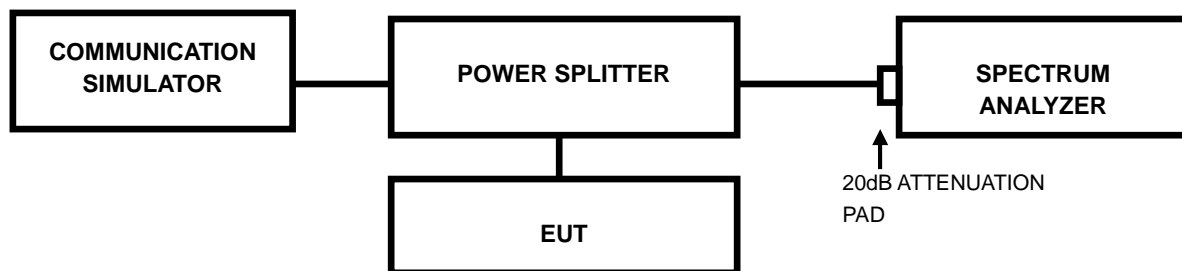 COMMUNICATION
SIMULATOR
POWER SPLITTER
SPECTRUM
ANALYZER
20dB ATTENUATION
PAD
EUT